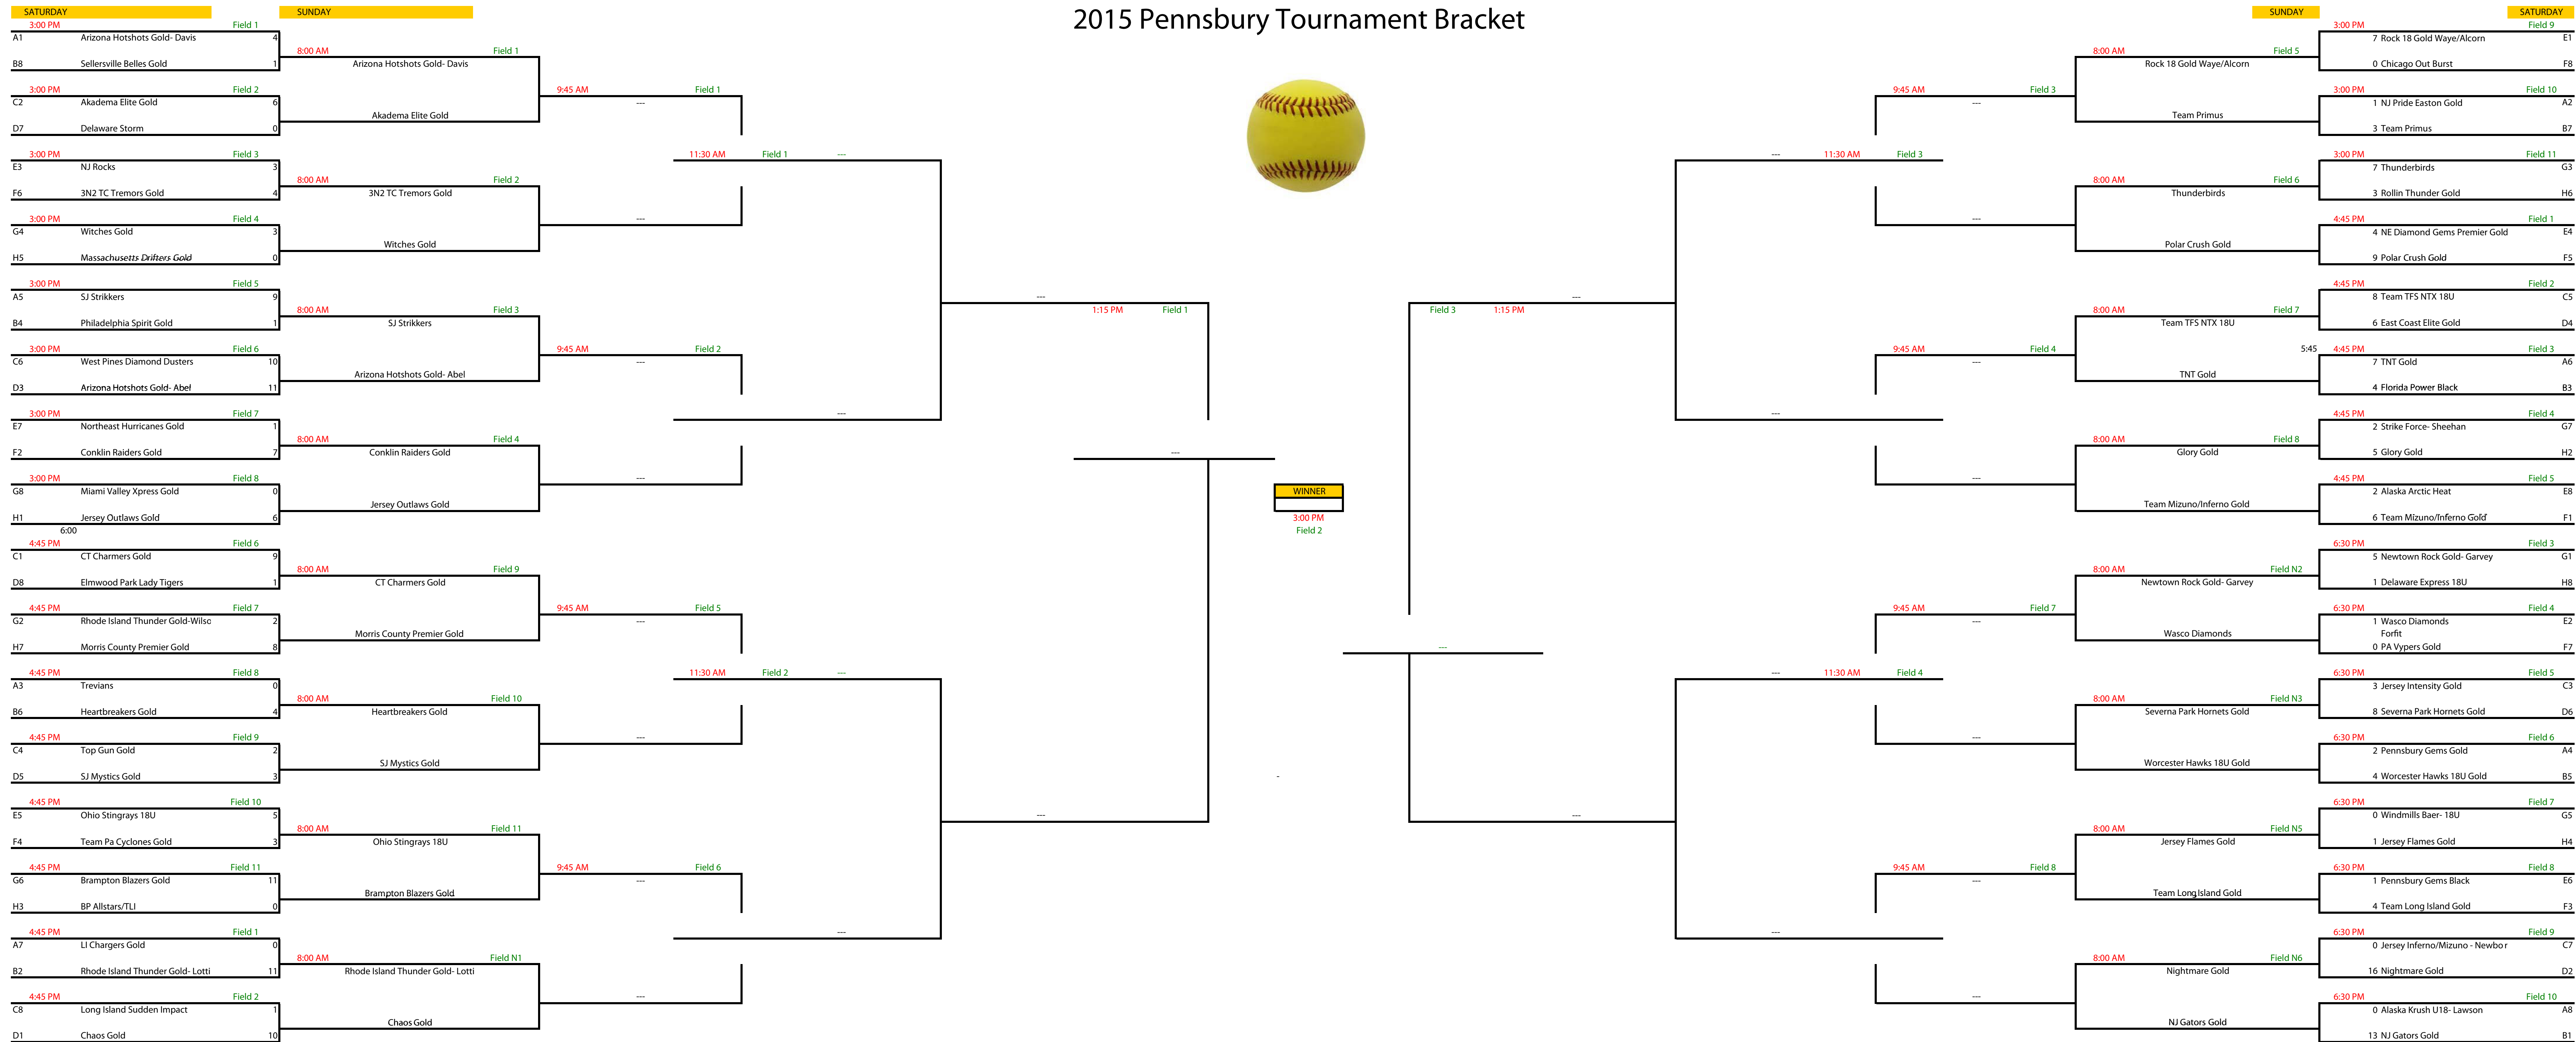 2015 Pennsbury Tournament Bracket
SATURDAY
3:00 PM Field 1
A1 Arizona Hotshots Gold- Davis 4
B8 Sellersville Belles Gold 1
3:00 PM Field 2
C2 Akadema Elite Gold 6
D7 Delaware Storm 0
3:00 PM Field 3
E3 NJ Rocks 3
F6 3N2 TC Tremors Gold 4
3:00 PM Field 4
G4 Witches Gold 3
H5 Massachusetts Drifters Gold 0
3:00 PM Field 5
A5 SJ Strikkers 9
B4 Philadelphia Spirit Gold 1
3:00 PM Field 6
C6 West Pines Diamond Dusters 10
D3 Arizona Hotshots Gold- Abel 11
3:00 PM Field 7
E7 Northeast Hurricanes Gold 1
F2 Conklin Raiders Gold 7
3:00 PM Field 8
G8 Miami Valley Xpress Gold 0
H1 Jersey Outlaws Gold 6
6:00
4:45 PM Field 6
C1 CT Charmers Gold 9
D8 Elmwood Park Lady Tigers 1
4:45 PM Field 7
G2 Rhode Island Thunder Gold-Wilsc 2
H7 Morris County Premier Gold 8
4:45 PM Field 8
A3 Trevians 0
B6 Heartbreakers Gold 4
4:45 PM Field 9
C4 Top Gun Gold 2
D5 SJ Mystics Gold 3
4:45 PM Field 10
E5 Ohio Stingrays 18U 5
F4 Team Pa Cyclones Gold 3
4:45 PM Field 11
G6 Brampton Blazers Gold 11
H3 BP Allstars/TLI 0
4:45 PM Field 1
A7 LI Chargers Gold 0
B2 Rhode Island Thunder Gold- Lotti 11
4:45 PM Field 2
C8 Long Island Sudden Impact 1
D1 Chaos Gold 10
SUNDAY
8:00 AM Field 1
Arizona Hotshots Gold- Davis
Akadema Elite Gold
8:00 AM Field 2
3N2 TC Tremors Gold
Witches Gold
8:00 AM Field 3
SJ Strikkers
Arizona Hotshots Gold- Abel
8:00 AM Field 4
Conklin Raiders Gold
Jersey Outlaws Gold
8:00 AM Field 9
CT Charmers Gold
Morris County Premier Gold
8:00 AM Field 10
Heartbreakers Gold
SJ Mystics Gold
8:00 AM Field 11
Ohio Stingrays 18U
Brampton Blazers Gold
8:00 AM Field N1
Rhode Island Thunder Gold- Lotti
Chaos Gold
9:45 AM Field 1
---
---
9:45 AM Field 2
---
---
9:45 AM Field 5
---
---
9:45 AM Field 6
---
---
11:30 AM Field 1 ---
---
11:30 AM Field 2 ---
---
---
1:15 PM Field 1
---
---
WINNER
3:00 PM
Field 2
-
---
---
Field 3 1:15 PM
---
--- 11:30 AM Field 3
---
--- 11:30 AM Field 4
---
9:45 AM Field 3
---
---
9:45 AM Field 4
---
---
9:45 AM Field 7
---
---
9:45 AM Field 8
---
---
SUNDAY
8:00 AM Field 5
Rock 18 Gold Waye/Alcorn
Team Primus
8:00 AM Field 6
Thunderbirds
Polar Crush Gold
8:00 AM Field 7
Team TFS NTX 18U
5:45
TNT Gold
8:00 AM Field 8
Glory Gold
Team Mizuno/Inferno Gold
8:00 AM Field N2
Newtown Rock Gold- Garvey
Wasco Diamonds
8:00 AM Field N3
Severna Park Hornets Gold
Worcester Hawks 18U Gold
8:00 AM Field N5
Jersey Flames Gold
Team Long Island Gold
8:00 AM Field N6
Nightmare Gold
NJ Gators Gold
SATURDAY
3:00 PM Field 9
7 Rock 18 Gold Waye/Alcorn E1
0 Chicago Out Burst F8
3:00 PM Field 10
1 NJ Pride Easton Gold A2
3 Team Primus B7
3:00 PM Field 11
7 Thunderbirds G3
3 Rollin Thunder Gold H6
4:45 PM Field 1
4 NE Diamond Gems Premier Gold E4
9 Polar Crush Gold F5
4:45 PM Field 2
8 Team TFS NTX 18U C5
6 East Coast Elite Gold D4
4:45 PM Field 3
7 TNT Gold A6
4 Florida Power Black B3
4:45 PM Field 4
2 Strike Force- Sheehan G7
5 Glory Gold H2
4:45 PM Field 5
2 Alaska Arctic Heat E8
6 Team Mizuno/Inferno Gold F1
6:30 PM Field 3
5 Newtown Rock Gold- Garvey G1
1 Delaware Express 18U H8
6:30 PM Field 4
1 Wasco Diamonds E2
Forfit
0 PA Vypers Gold F7
6:30 PM Field 5
3 Jersey Intensity Gold C3
8 Severna Park Hornets Gold D6
6:30 PM Field 6
2 Pennsbury Gems Gold A4
4 Worcester Hawks 18U Gold B5
6:30 PM Field 7
0 Windmills Baer- 18U G5
1 Jersey Flames Gold H4
6:30 PM Field 8
1 Pennsbury Gems Black E6
4 Team Long Island Gold F3
6:30 PM Field 9
0 Jersey Inferno/Mizuno - Newbor C7
16 Nightmare Gold D2
6:30 PM Field 10
0 Alaska Krush U18- Lawson A8
13 NJ Gators Gold B1